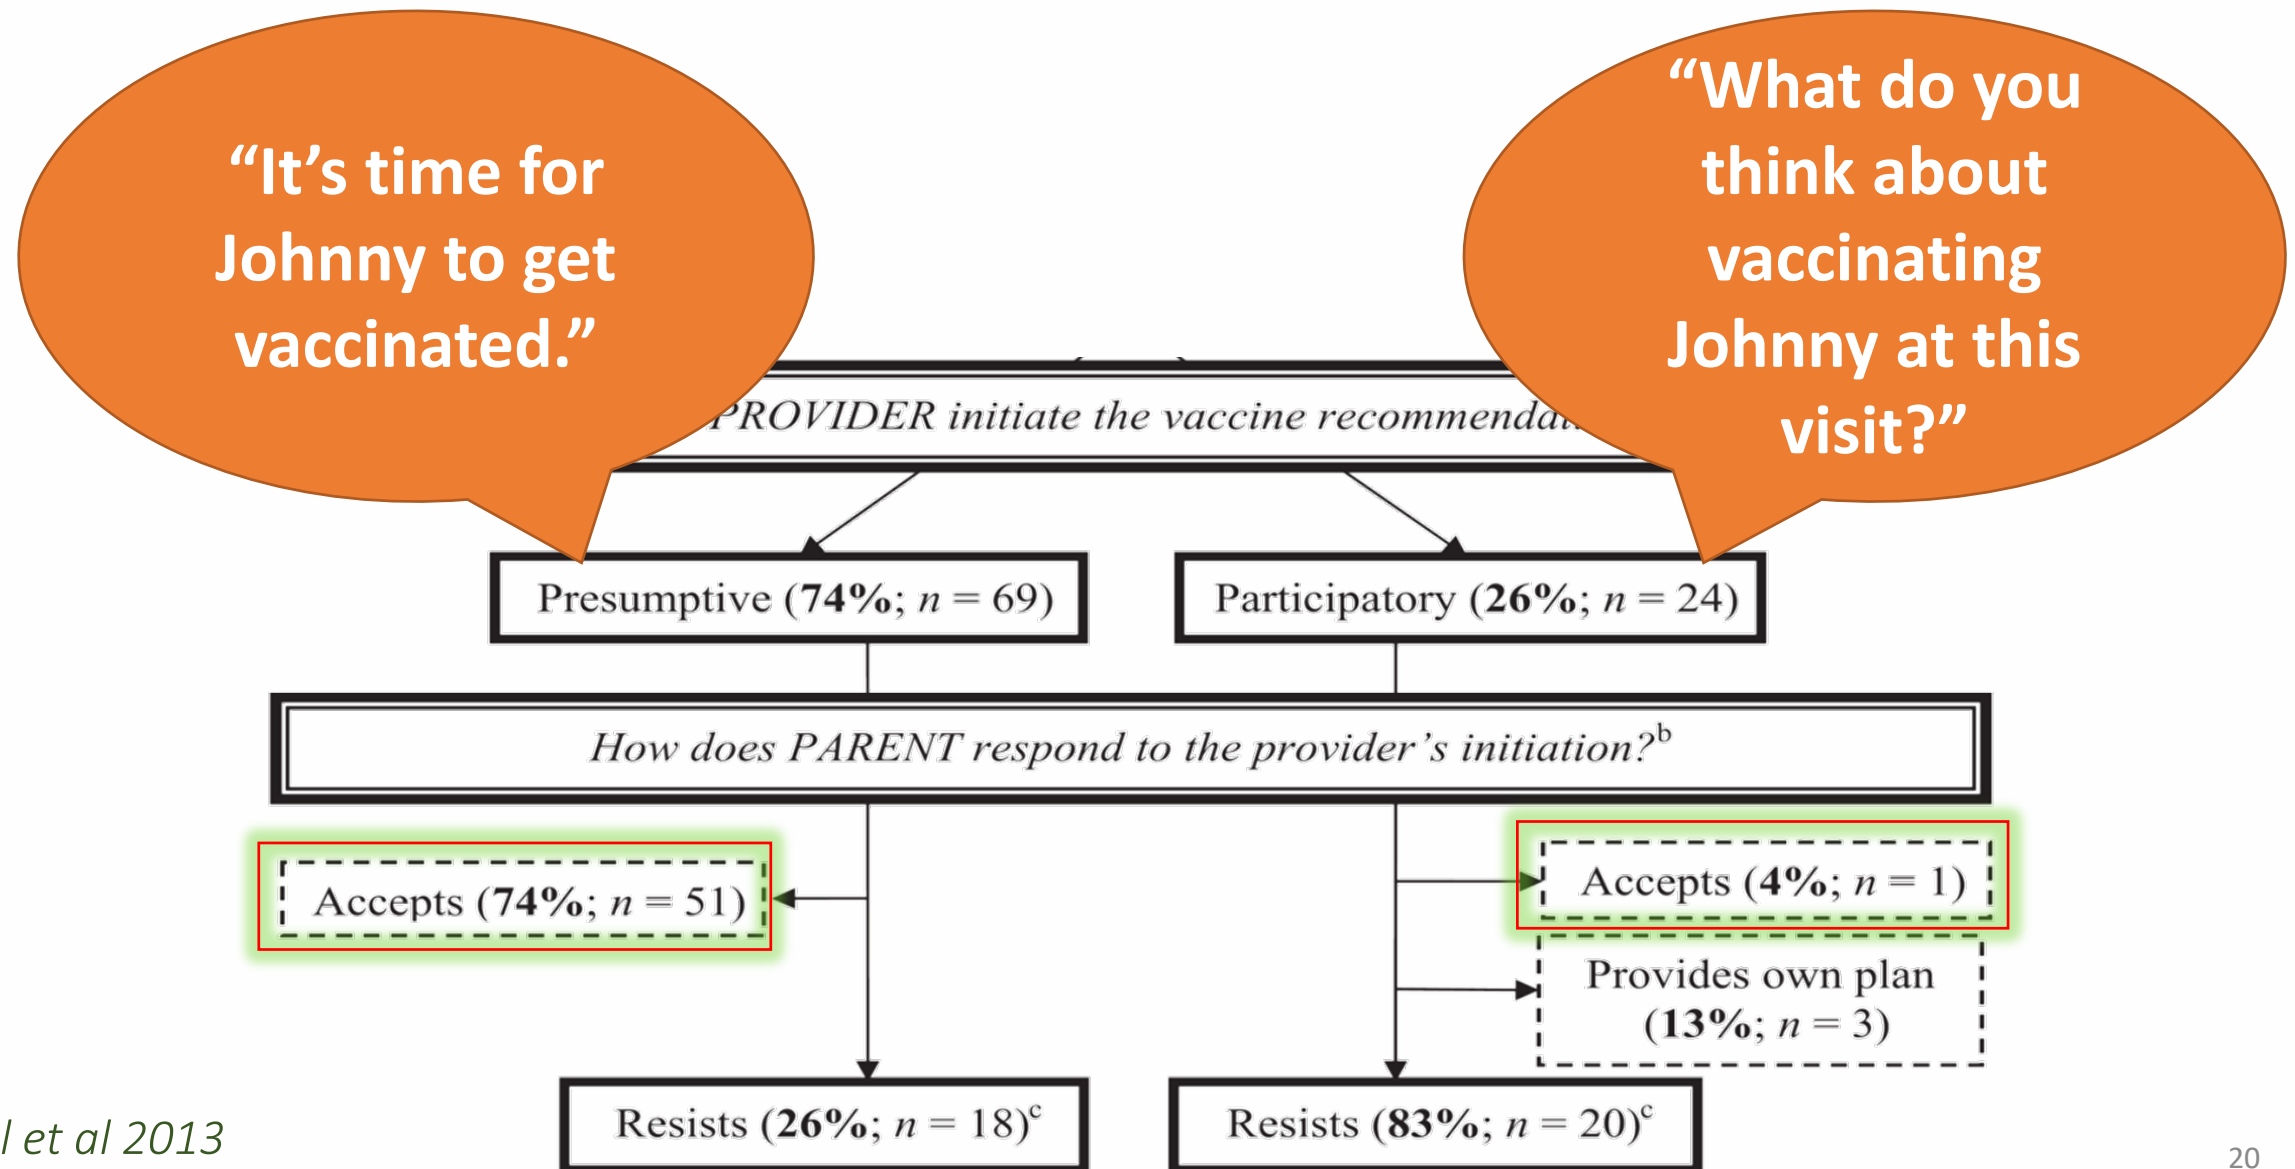 “It’s time for
Johnny to get
vaccinated.”
“What do you
think about
vaccinating
Johnny at this
visit?”
PROVIDER initiate the vaccine
Presumptive (74%; n = 69)
Participatory (26%; n = 24)
How does PARENT respond to the provider’s initiation?ᵇ
Accepts (74%; n = 51)
Accepts (4%; n = 1)
Provides own plan
(13%; n = 3)
Resists (26%; n = 18)ᶜ
Resists (83%; n = 20)ᶜ
et al 2013
20